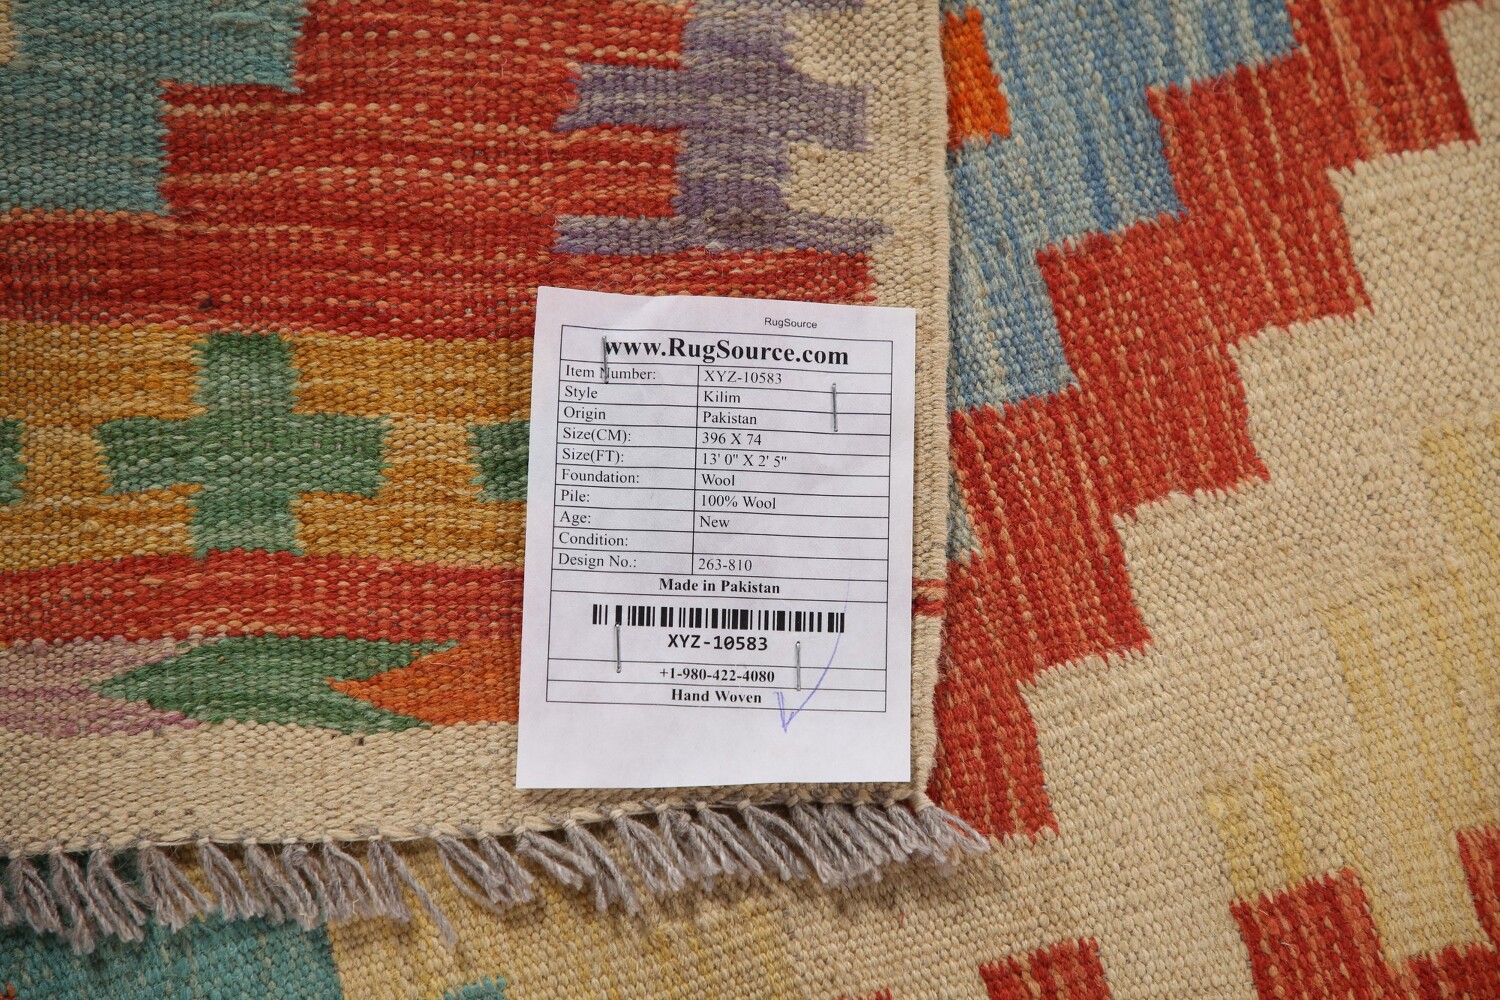 RugSource
www.RugSource.com
Item Number: XYZ-10583
Style Kilim
Origin Pakistan
Size(CM): 396 X 74
Size(FT): 13' 0" X 2' 5"
Foundation: Wool
Pile: 100% Wool
Age: New
Condition:
Design No.: 263-810
Made in Pakistan
XYZ-10583
+1-980-422-4080
Hand Woven